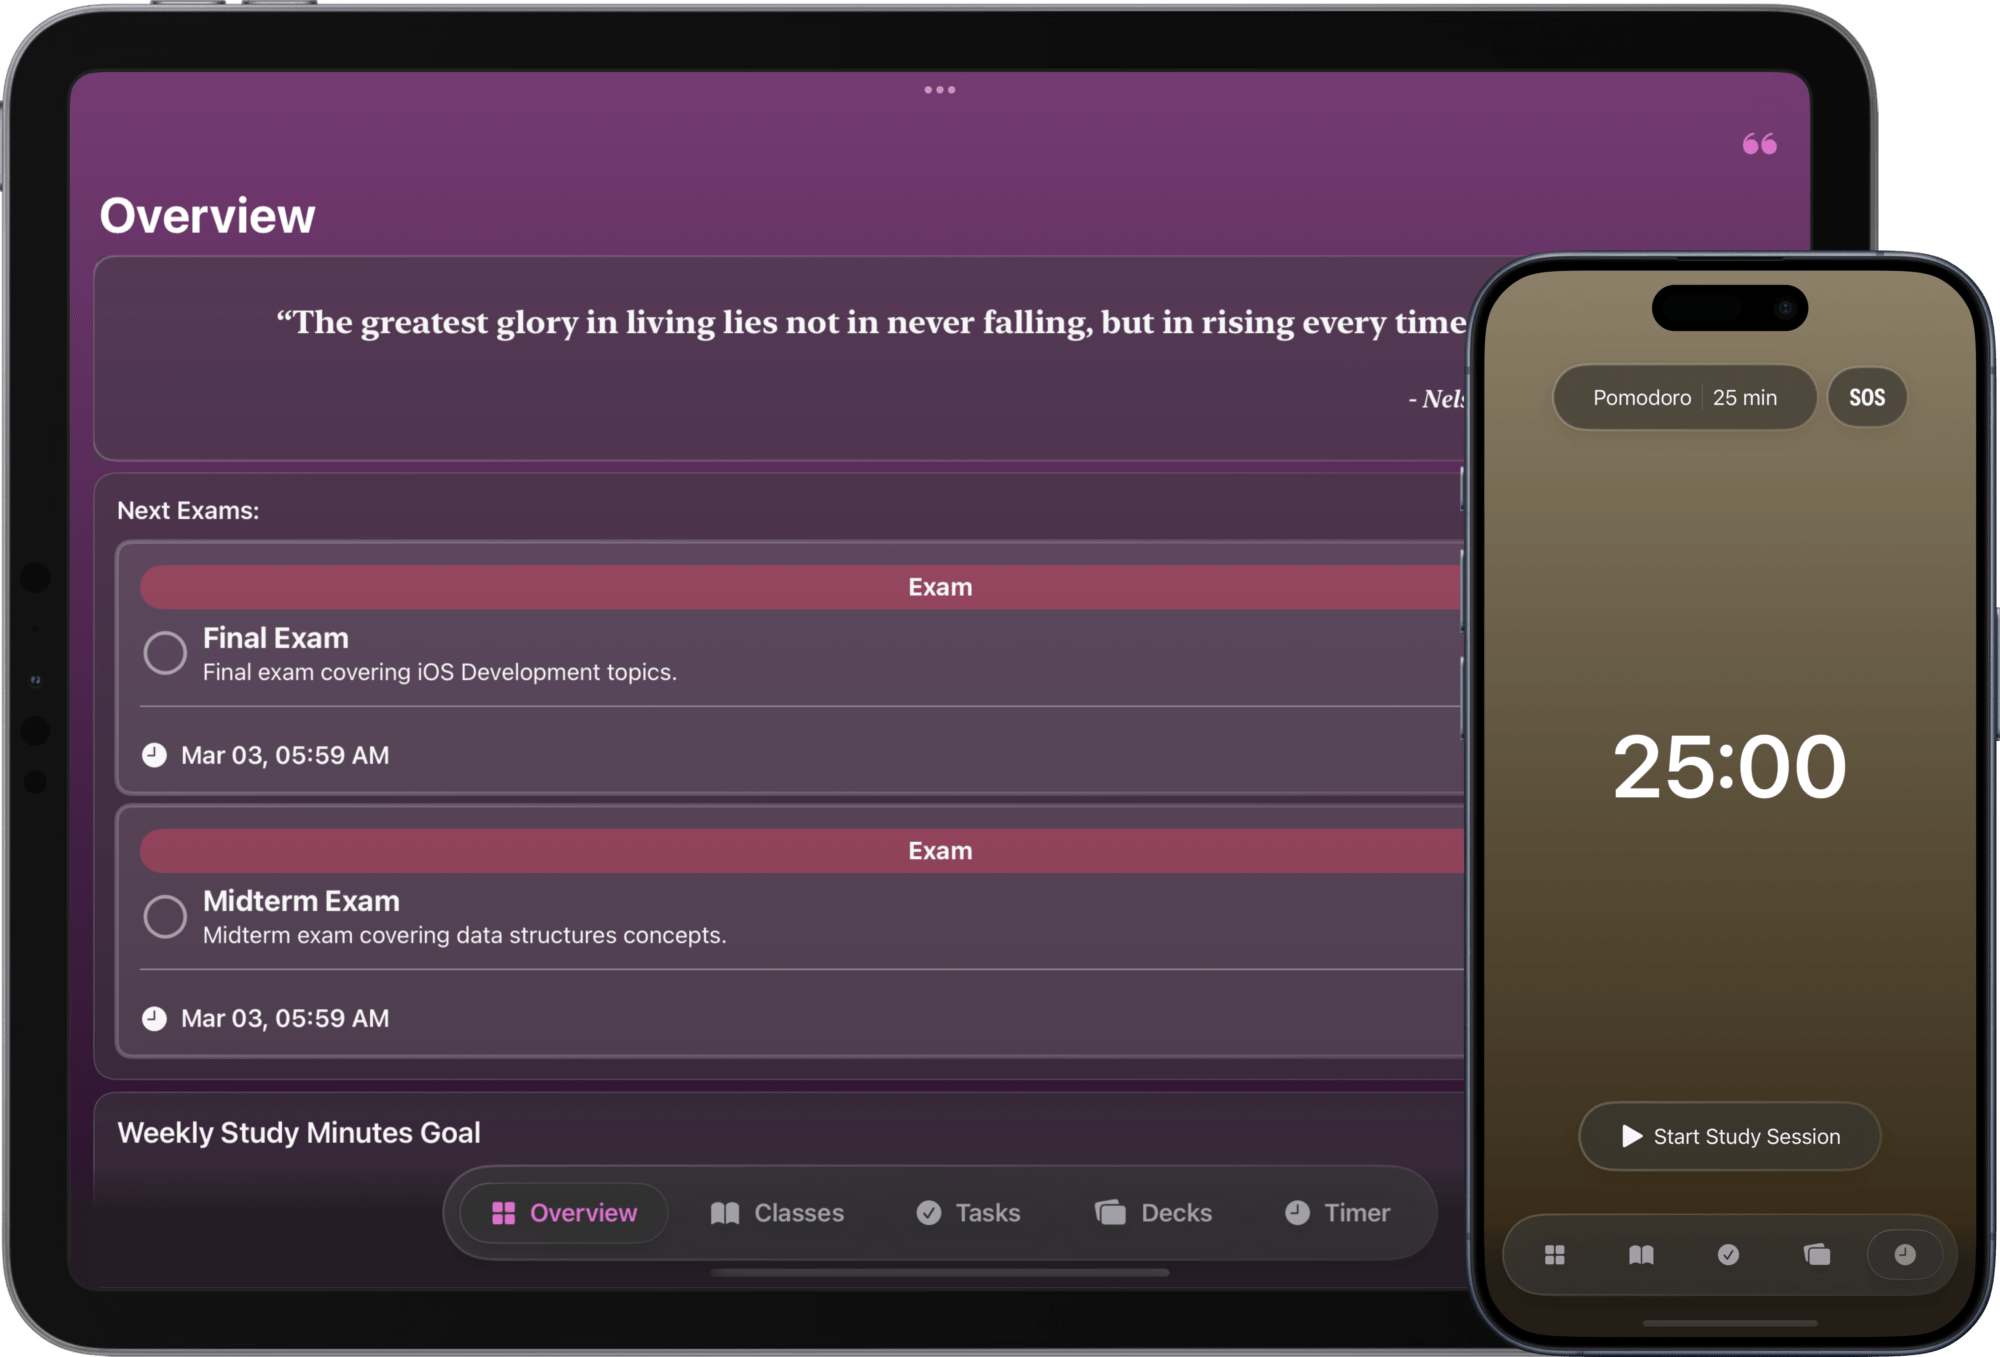 Overview
“The greatest glory in living lies not in never falling, but in rising every time
Next Exams:
Exam
Final Exam
Final exam covering iOS Development topics.
Mar 03, 05:59 AM
Exam
Midterm Exam
Midterm exam covering data structures concepts.
Mar 03, 05:59 AM
Weekly Study Minutes Goal
Overview Classes Tasks Decks Timer
Pomodoro 25 min SOS
25:00
Start Study Session